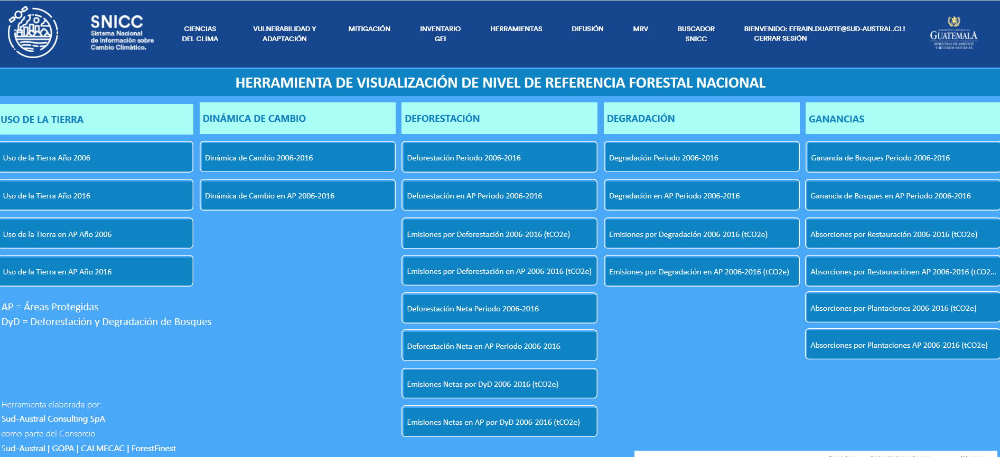 SNICC
Sistema Nacional
de Información sobre
Cambio Climático.
CIENCIAS
DEL CLIMA
VULNERABILIDAD Y
ADAPTACIÓN
MITIGACIÓN
INVENTARIO
GEI
HERRAMIENTAS
DIFUSIÓN
MRV
BUSCADOR
SNICC
BIENVENIDO: EFRAIN.DUARTE@SUD-AUSTRAL.CL!
CERRAR SESIÓN
GUATEMALA
MINISTERIO DE AMBIENTE
Y RECURSOS NATURALES
HERRAMIENTA DE VISUALIZACIÓN DE NIVEL DE REFERENCIA FORESTAL NACIONAL
USO DE LA TIERRA
Uso de la Tierra Año 2006
Uso de la Tierra Año 2016
Uso de la Tierra en AP Año 2006
Uso de la Tierra en AP Año 2016
AP = Áreas Protegidas
DyD = Deforestación y Degradación de Bosques
DINÁMICA DE CAMBIO
Dinámica de Cambio 2006-2016
Dinámica de Cambio en AP 2006-2016
DEFORESTACIÓN
Deforestación Periodo 2006-2016
Deforestación en AP Periodo 2006-2016
Emisiones por Deforestación 2006-2016 (tCO2e)
Emisiones por Deforestación en AP 2006-2016 (tCO2e)
Deforestación Neta Periodo 2006-2016
Deforestación Neta en AP Periodo 2006-2016
Emisiones Netas por DyD 2006-2016 (tCO2e)
Emisiones Netas en AP por DyD 2006-2016 (tCO2e)
DEGRADACIÓN
Degradación Periodo 2006-2016
Degradación en AP Periodo 2006-2016
Emisiones por Degradación 2006-2016 (tCO2e)
Emisiones por Degradación en AP 2006-2016 (tCO2e)
GANANCIAS
Ganancia de Bosques Periodo 2006-2016
Ganancia de Bosques en AP Periodo 2006-2016
Absorciones por Restauración 2006-2016 (tCO2e)
Absorciones por Restauraciónen AP 2006-2016 (tCO2...
Absorciones por Plantaciones 2006-2016 (tCO2e)
Absorciones por Plantaciones AP 2006-2016 (tCO2e)
Herramienta elaborada por:
Sud-Austral Consulting SpA
como parte del Consorcio
Sud-Austral | GOPA | CALMECAC | ForestFinest